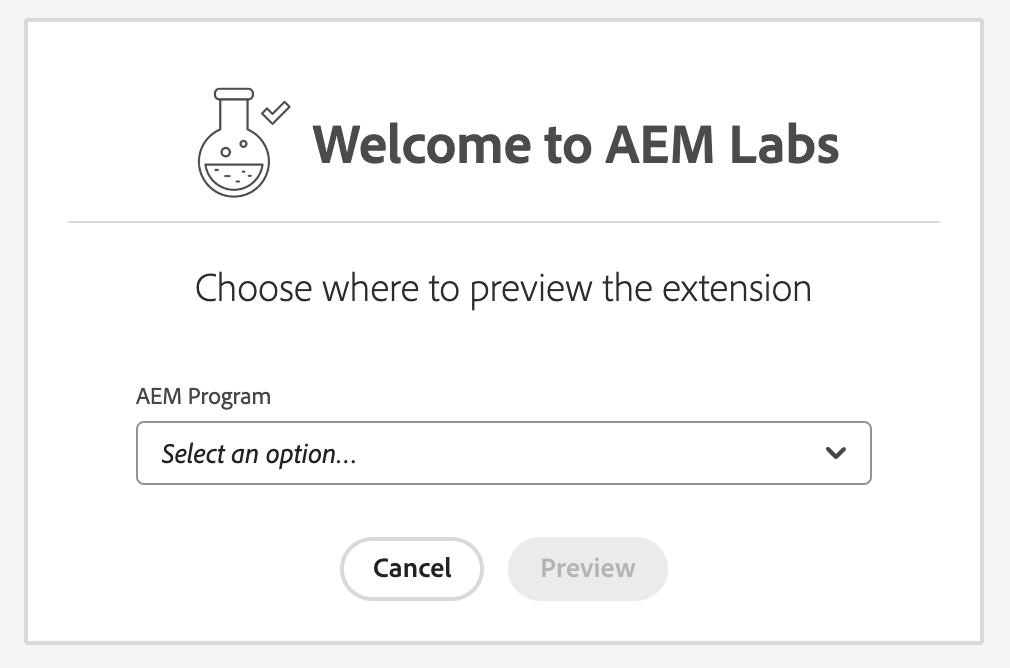 Welcome to AEM Labs
Choose where to preview the extension
AEM Program
Select an option...
Cancel
Preview